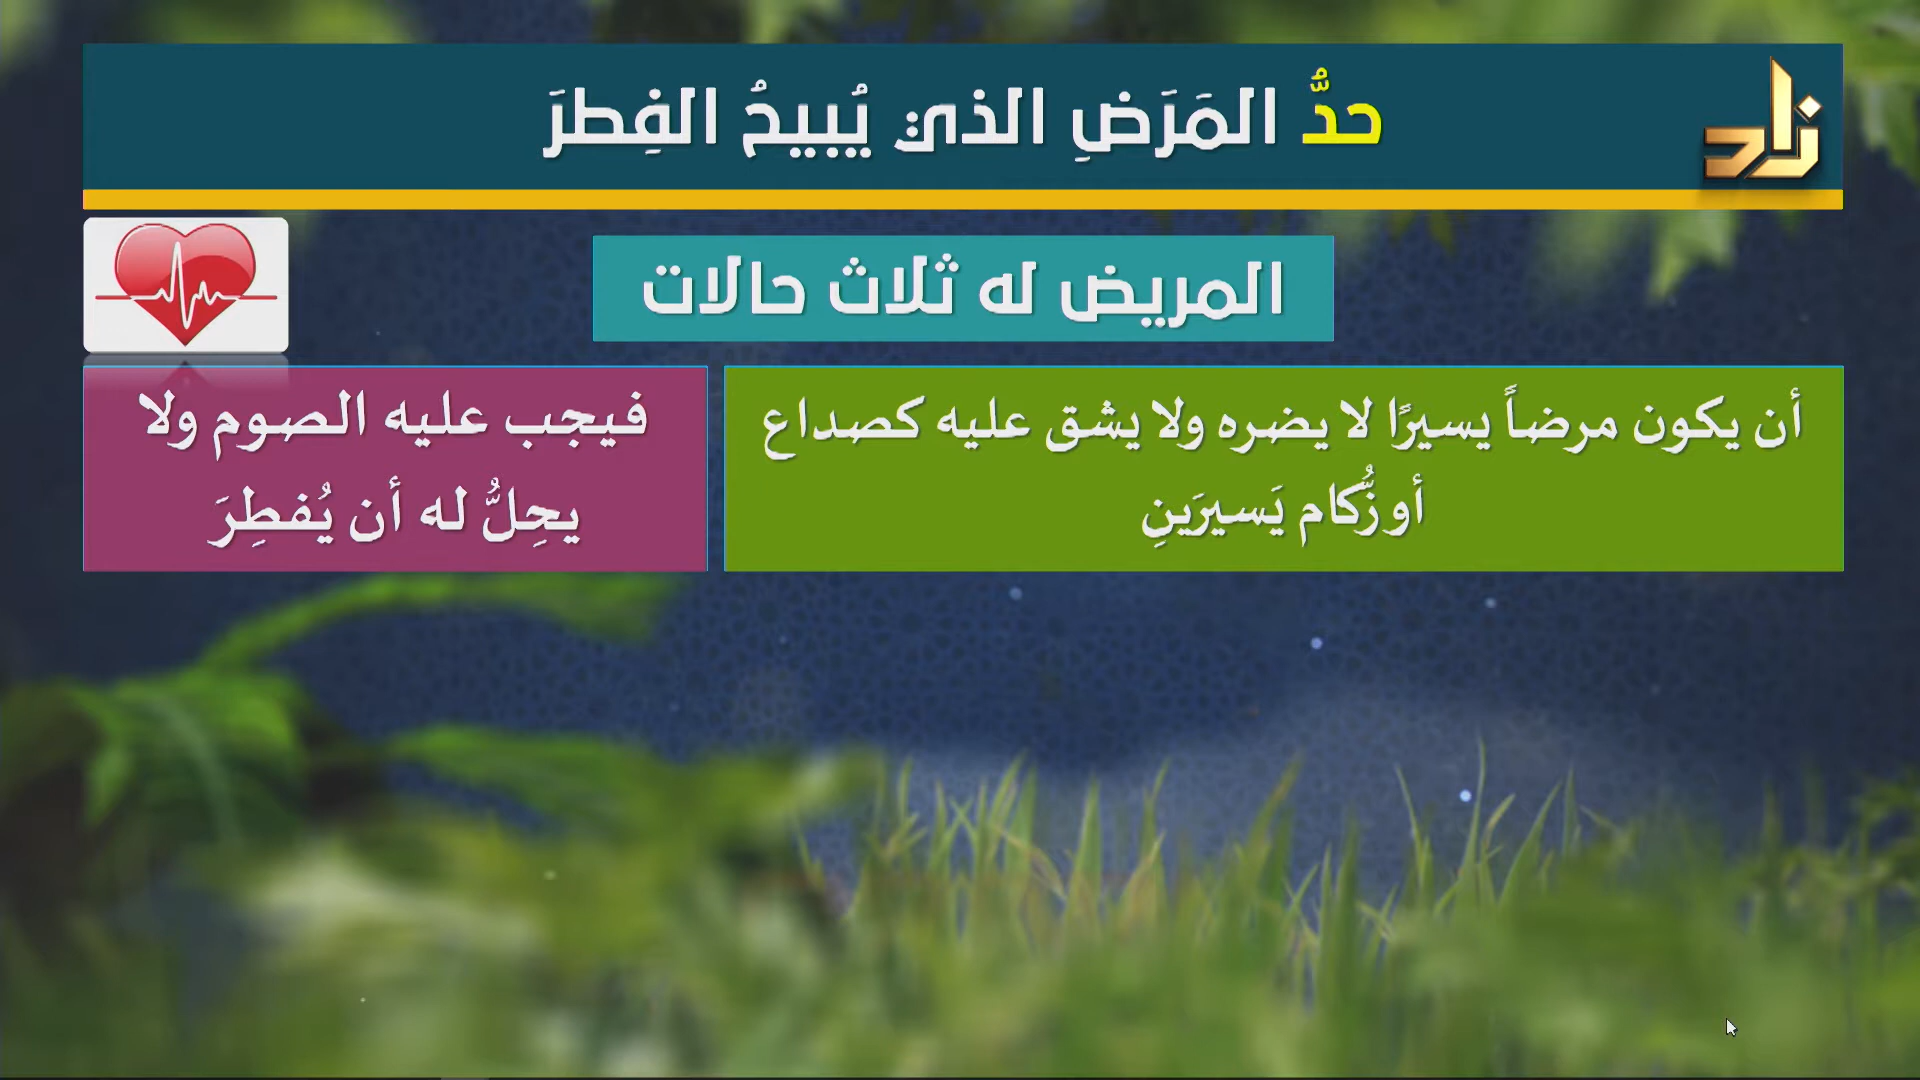 حدُّ المَرَضِ الذي يُبيحُ الفِطرَ
زاد
المريض له ثلاث حالات
أن يكون مرضاً يسيرًا لا يضره ولا يشق عليه كصداع
أو زُّكام يَسيرَينِ
فيجب عليه الصوم ولا
يحِلُّ له أن يُفطِرَ